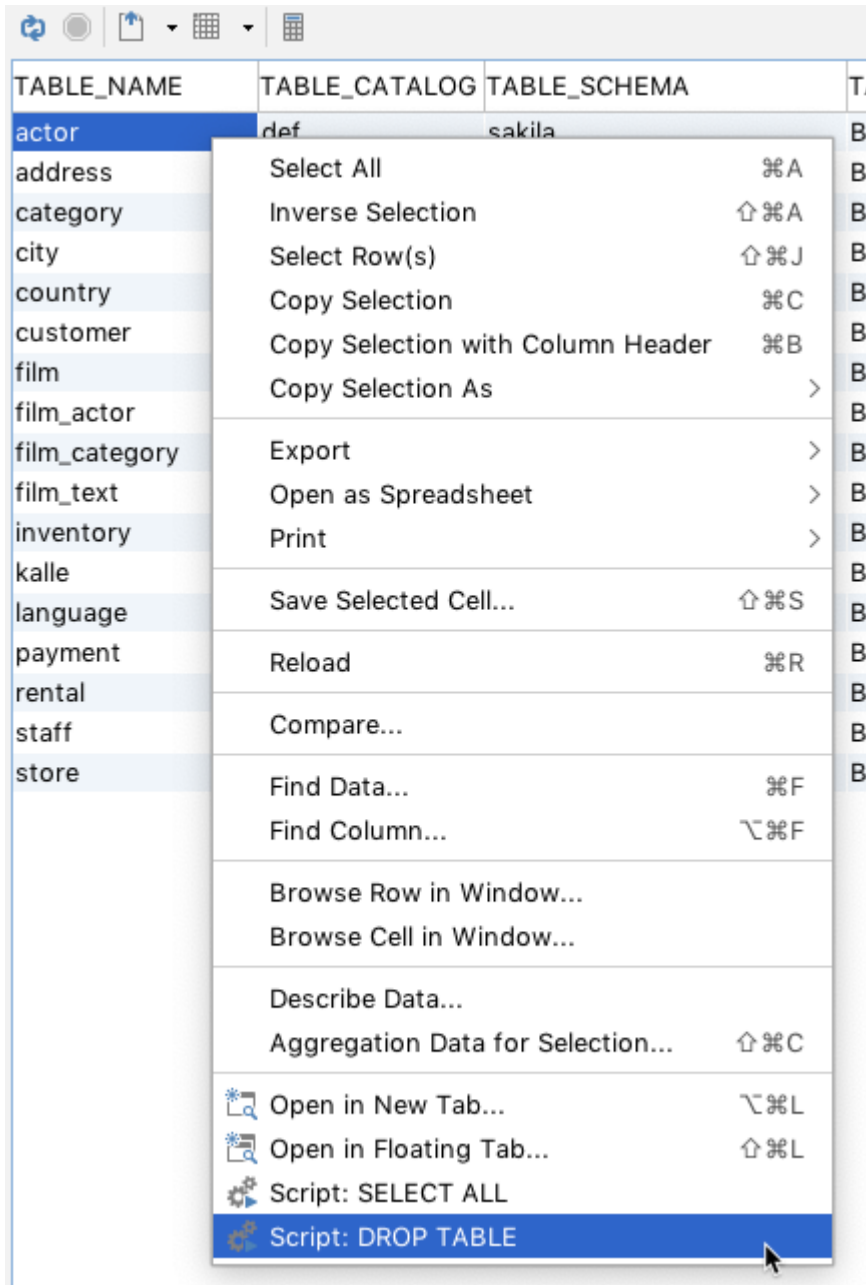 TABLE_NAME TABLE_CATALOG TABLE_SCHEMA
actor def sakila B
address B
category B
city B
country B
customer B
film B
film_actor B
film_category B
film_text B
inventory B
kalle B
language B
payment B
rental B
staff B
store B
Select All ⌘A
Inverse Selection ⇧⌘A
Select Row(s) ⇧⌘J
Copy Selection ⌘C
Copy Selection with Column Header ⌘B
Copy Selection As
Export
Open as Spreadsheet
Print
Save Selected Cell... ⇧⌘S
Reload ⌘R
Compare...
Find Data... ⌘F
Find Column... ⌥⌘F
Browse Row in Window...
Browse Cell in Window...
Describe Data...
Aggregation Data for Selection... ⇧⌘C
Open in New Tab... ⌥⌘L
Open in Floating Tab... ⇧⌘L
Script: SELECT ALL
Script: DROP TABLE